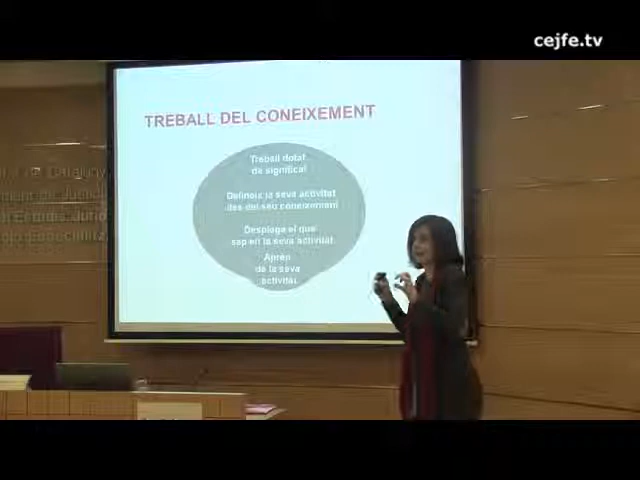 cejfe.tv
TREBALL DEL CONEIXEMENT
Treball dotat
de significat
Defineix la seva activitat
des del seu coneixement
Desplega el que
sap en la seva activitat
Aprèn
de la seva
activitat